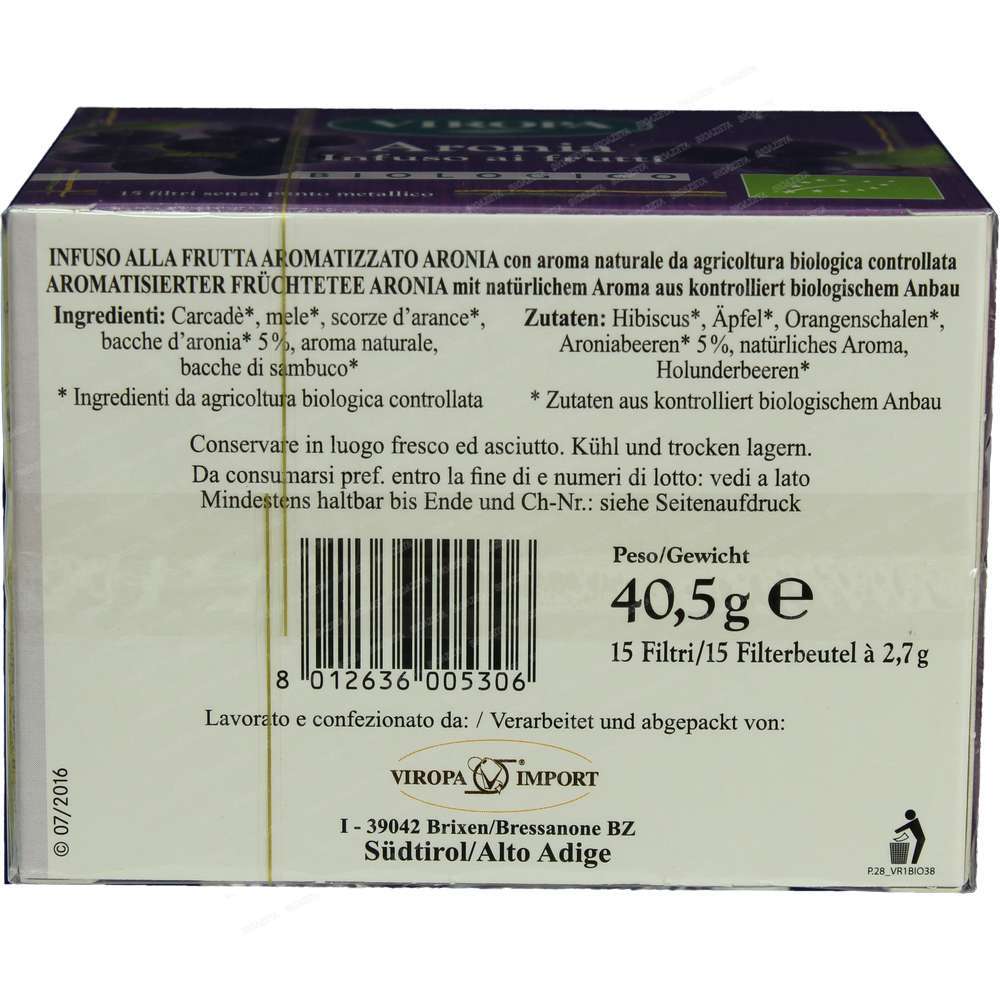 VIROPA
Aronia
Infuso ai frutti
BIOLOGICO
15 filtri senza punto metallico
INFUSO ALLA FRUTTA AROMATIZZATO ARONIA con aroma naturale da agricoltura biologica controllata
AROMATISIERTER FRÜCHTETEE ARONIA mit natürlichem Aroma aus kontrolliert biologischem Anbau
Ingredienti: Carcadè*, mele*, scorze d'arance*,
bacche d'aronia* 5%, aroma naturale,
bacche di sambuco*
* Ingredienti da agricoltura biologica controllata
Zutaten: Hibiscus*, Äpfel*, Orangenschalen*,
Aroniabeeren* 5%, natürliches Aroma,
Holunderbeeren*
* Zutaten aus kontrolliert biologischem Anbau
Conservare in luogo fresco ed asciutto. Kühl und trocken lagern.
Da consumarsi pref. entro la fine di e numeri di lotto: vedi a lato
Mindestens haltbar bis Ende und Ch-Nr.: siehe Seitenaufdruck
Peso/Gewicht
40,5g e
15 Filtri/15 Filterbeutel à 2,7g
8 012636 005306
Lavorato e confezionato da: / Verarbeitet und abgepackt von:
VIROPA ® IMPORT
I - 39042 Brixen/Bressanone BZ
Südtirol/Alto Adige
© 07/2016
P.28_VR1BIO38